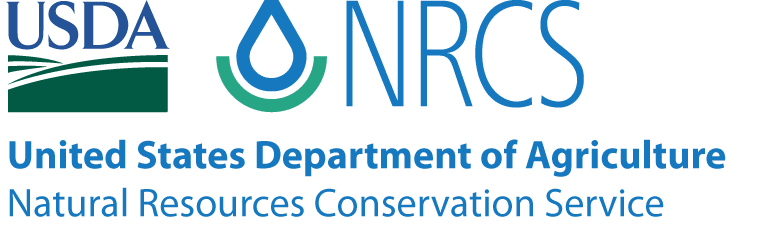 USDA NRCS
United States Department of Agriculture
Natural Resources Conservation Service